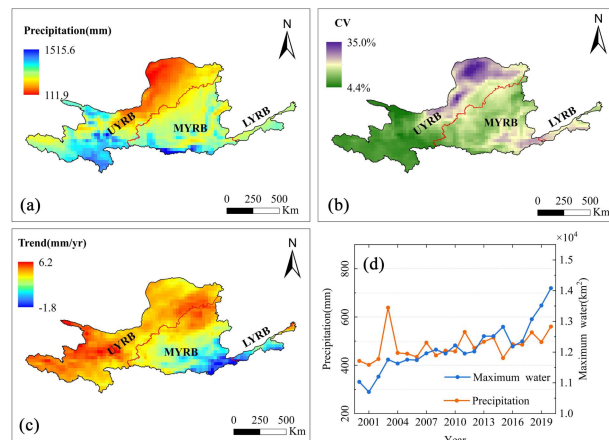 (a)
Precipitation(mm)
1515.6
111.9
N
UYRB
MYRB
LYRB
0 250 500
Km
(b)
CV
35.0%
4.4%
N
UYRB
MYRB
LYRB
0 250 500
Km
(c)
Trend(mm/yr)
6.2
-1.8
N
LYRB
MYRB
LYRB
0 250 500
Km
(d)
×10⁴
Precipitation(mm)
800
600
400
200
Maximum water(km²)
1.5
1.4
1.3
1.2
1.1
1.0
Maximum water
Precipitation
2001 2004 2007 2010 2013 2016 2019
Year